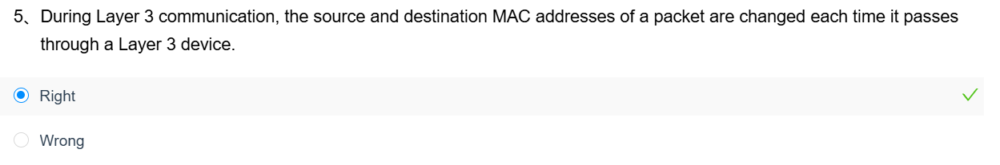 5、During Layer 3 communication, the source and destination MAC addresses of a packet are changed each time it passes
through a Layer 3 device.
Right
Wrong